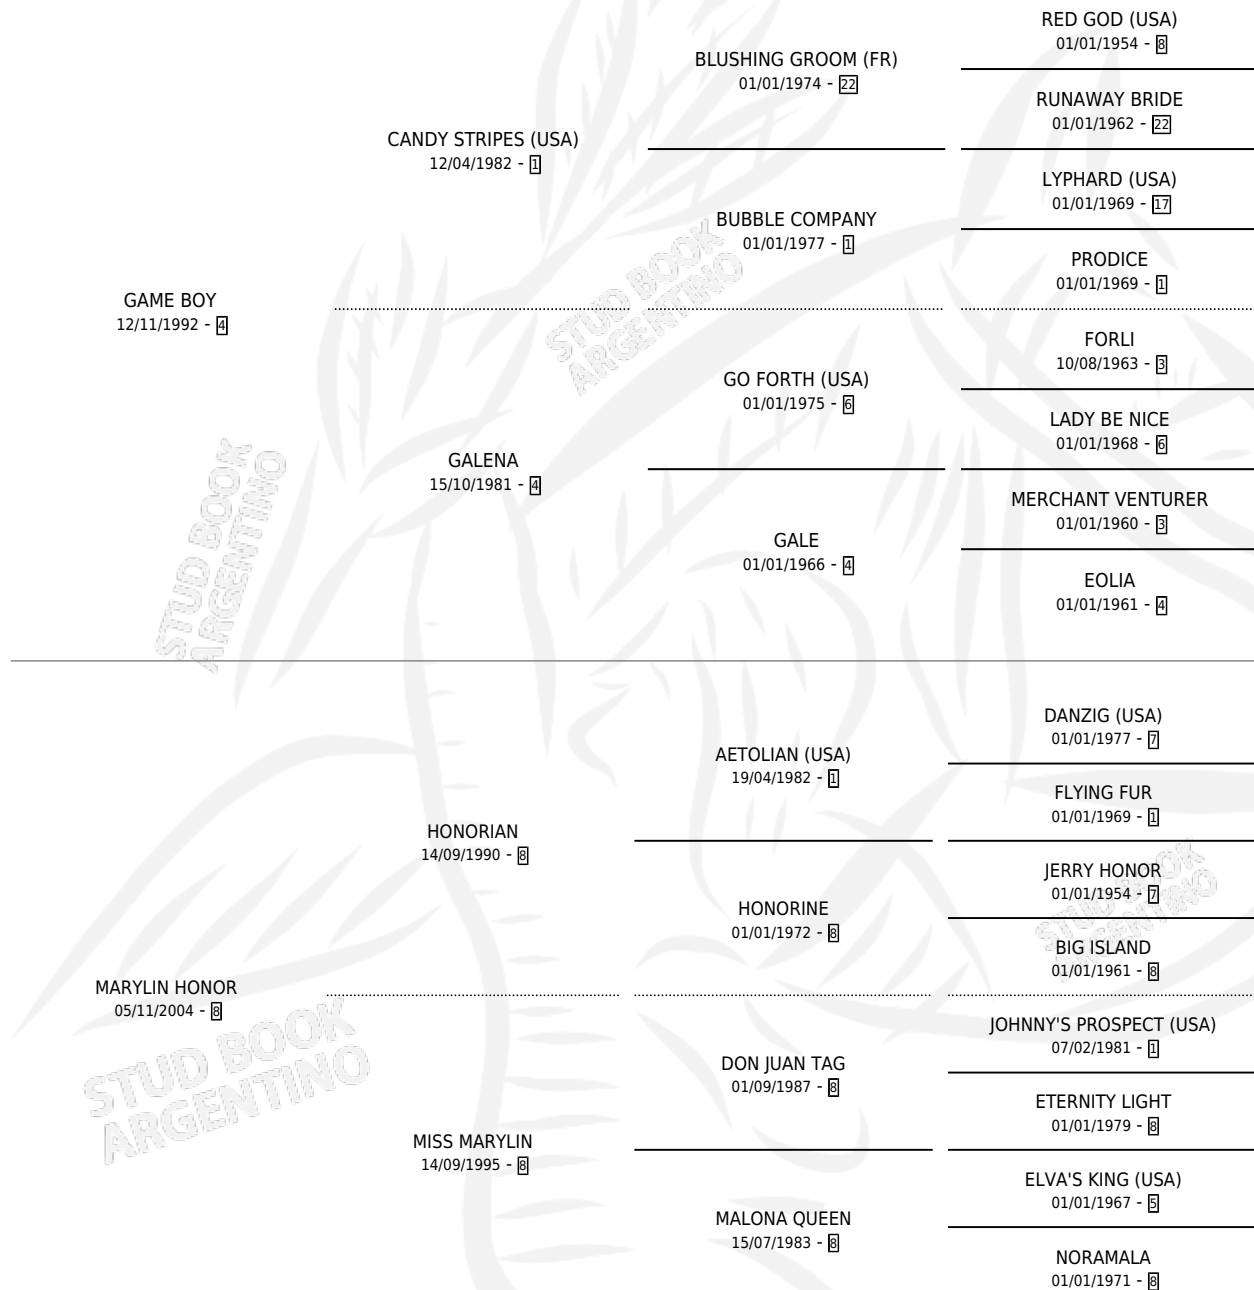 RED GOD (USA)
01/01/1954 - 8
BLUSHING GROOM (FR)
01/01/1974 - 22
RUNAWAY BRIDE
01/01/1962 - 22
CANDY STRIPES (USA)
12/04/1982 - 1
LYPHARD (USA)
01/01/1969 - 17
BUBBLE COMPANY
01/01/1977 - 1
PRODICE
01/01/1969 - 1
GAME BOY
12/11/1992 - 4
FORLI
10/08/1963 - 3
GO FORTH (USA)
01/01/1975 - 6
LADY BE NICE
01/01/1968 - 6
GALENA
15/10/1981 - 4
MERCHANT VENTURER
01/01/1960 - 3
GALE
01/01/1966 - 4
EOLIA
01/01/1961 - 4
DANZIG (USA)
01/01/1977 - 7
AETOLIAN (USA)
19/04/1982 - 1
FLYING FUR
01/01/1969 - 1
HONORIAN
14/09/1990 - 8
JERRY HONOR
01/01/1954 - 7
HONORINE
01/01/1972 - 8
BIG ISLAND
01/01/1961 - 8
MARYLIN HONOR
05/11/2004 - 8
JOHNNY'S PROSPECT (USA)
07/02/1981 - 1
DON JUAN TAG
01/09/1987 - 8
ETERNITY LIGHT
01/01/1979 - 8
MISS MARYLIN
14/09/1995 - 8
ELVA'S KING (USA)
01/01/1967 - 5
MALONA QUEEN
15/07/1983 - 8
NORAMALA
01/01/1971 - 8
STUD BOOK
ARGENTINO
STUD BOOK
ARGENTINO
STUD BOOK
ARGENTINO
STUD BOOK
ARGENTINO